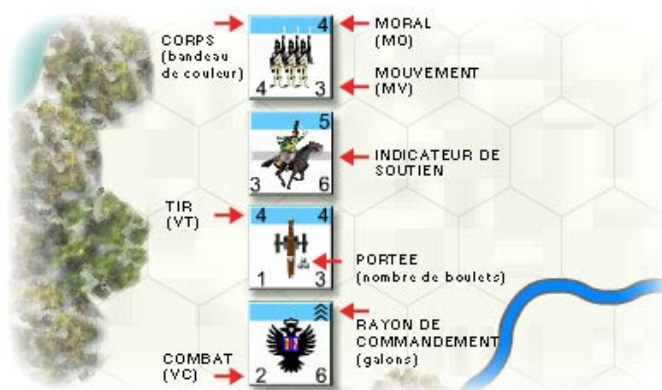 4
MORAL
(MO)
CORPS
(bandeau
de couleur)
MOUVEMENT
(MV)
4 3
5
INDICATEUR DE
SOUTIEN
3 6
TIR
(VT)
4 4
PORTEE
(nombre de boulets)
1 3
RAYON DE
COMMANDEMENT
(galons)
COMBAT
(VC)
2 6